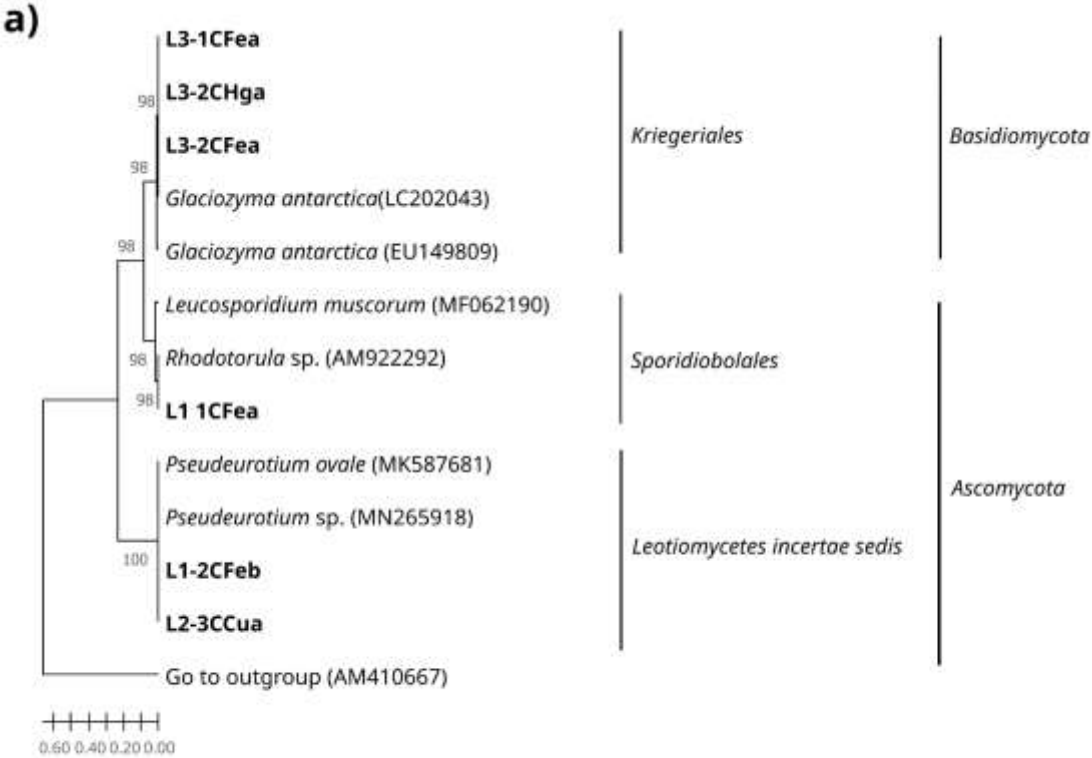 a)
L3-1CFea
98
L3-2CHga
L3-2CFea
98
Kriegeriales
Basidiomycota
Glaciozyma antarctica(LC202043)
98
Glaciozyma antarctica (EU149809)
Leucosporidium muscorum (MF062190)
98
Rhodotorula sp. (AM922292)
Sporidiobolales
98
L1 1CFea
Pseudeurotium ovale (MK587681)
Ascomycota
Pseudeurotium sp. (MN265918)
Leotiomycetes incertae sedis
100
L1-2CFeb
L2-3CCua
Go to outgroup (AM410667)
0.60 0.40 0.20 0.00